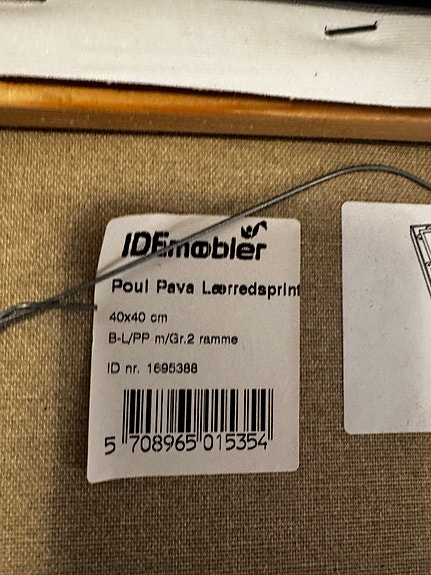 IDEmøbler
Poul Pava Lærredsprint
40x40 cm
B-L/PP m/Gr.2 ramme
ID nr. 1695388
5 708965 015354